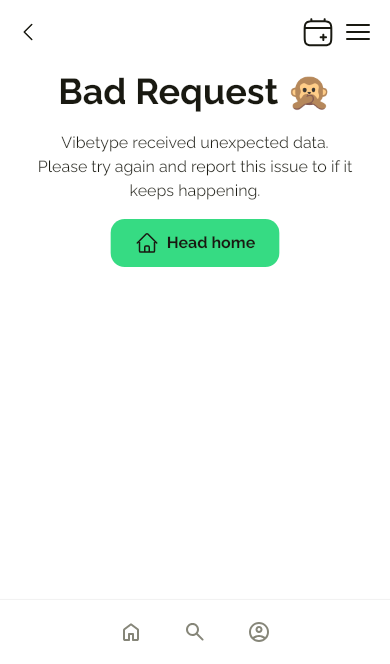 Bad Request 🙊
Vibetype received unexpected data.
Please try again and report this issue to if it
keeps happening.
Head home